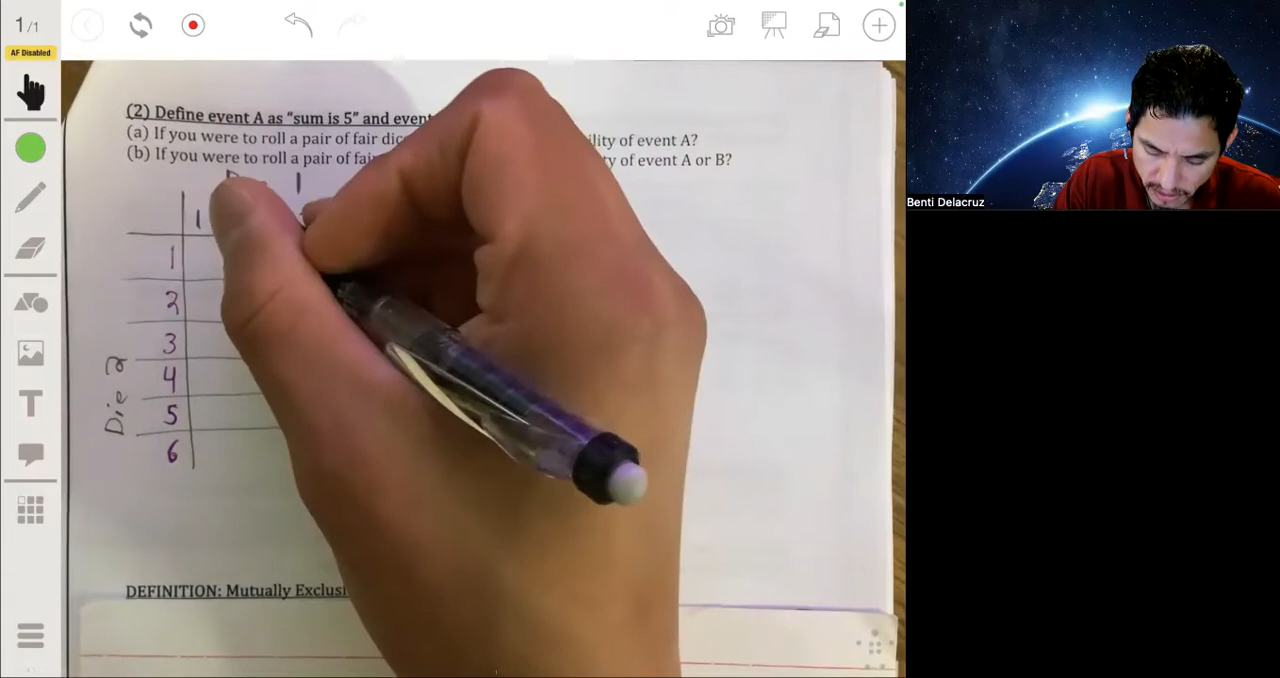 1/1
AF Disabled
(2) Define event A as “sum is 5” and event
(a) If you were to roll a pair of fair dic ility of event A?
(b) If you were to roll a pair of fai ty of event A or B?
1
1
1
2
3
4
5
6
Die 2
DEFINITION: Mutually Exclusi
T
Benti Delacruz